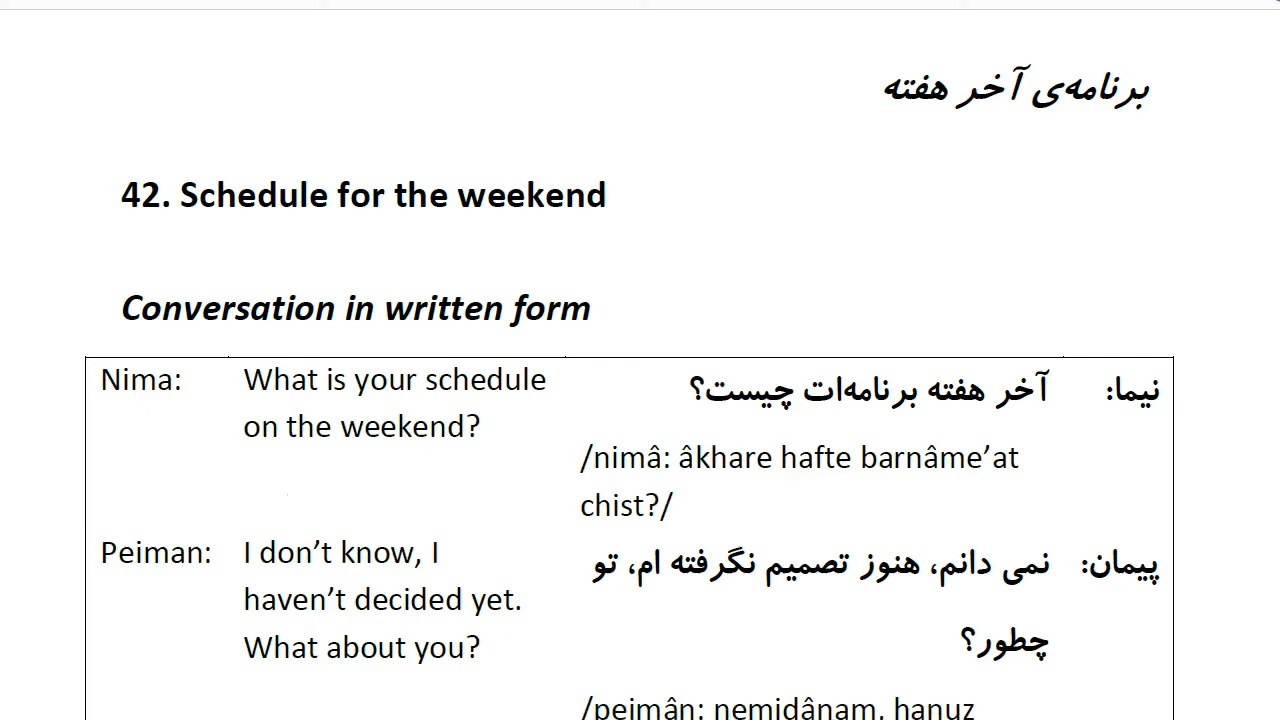 برنامه‌ی آخر هفته
42. Schedule for the weekend
Conversation in written form
Nima:
What is your schedule
on the weekend?
آخر هفته برنامه‌ات چیست؟
نیما:
/nimâ: âkhare hafte barnâme’at
chist?/
Peiman:
I don’t know, I
haven’t decided yet.
What about you?
نمی دانم، هنوز تصمیم نگرفته ام، تو
چطور؟
پیمان:
/peimân: nemidânam, hanuz